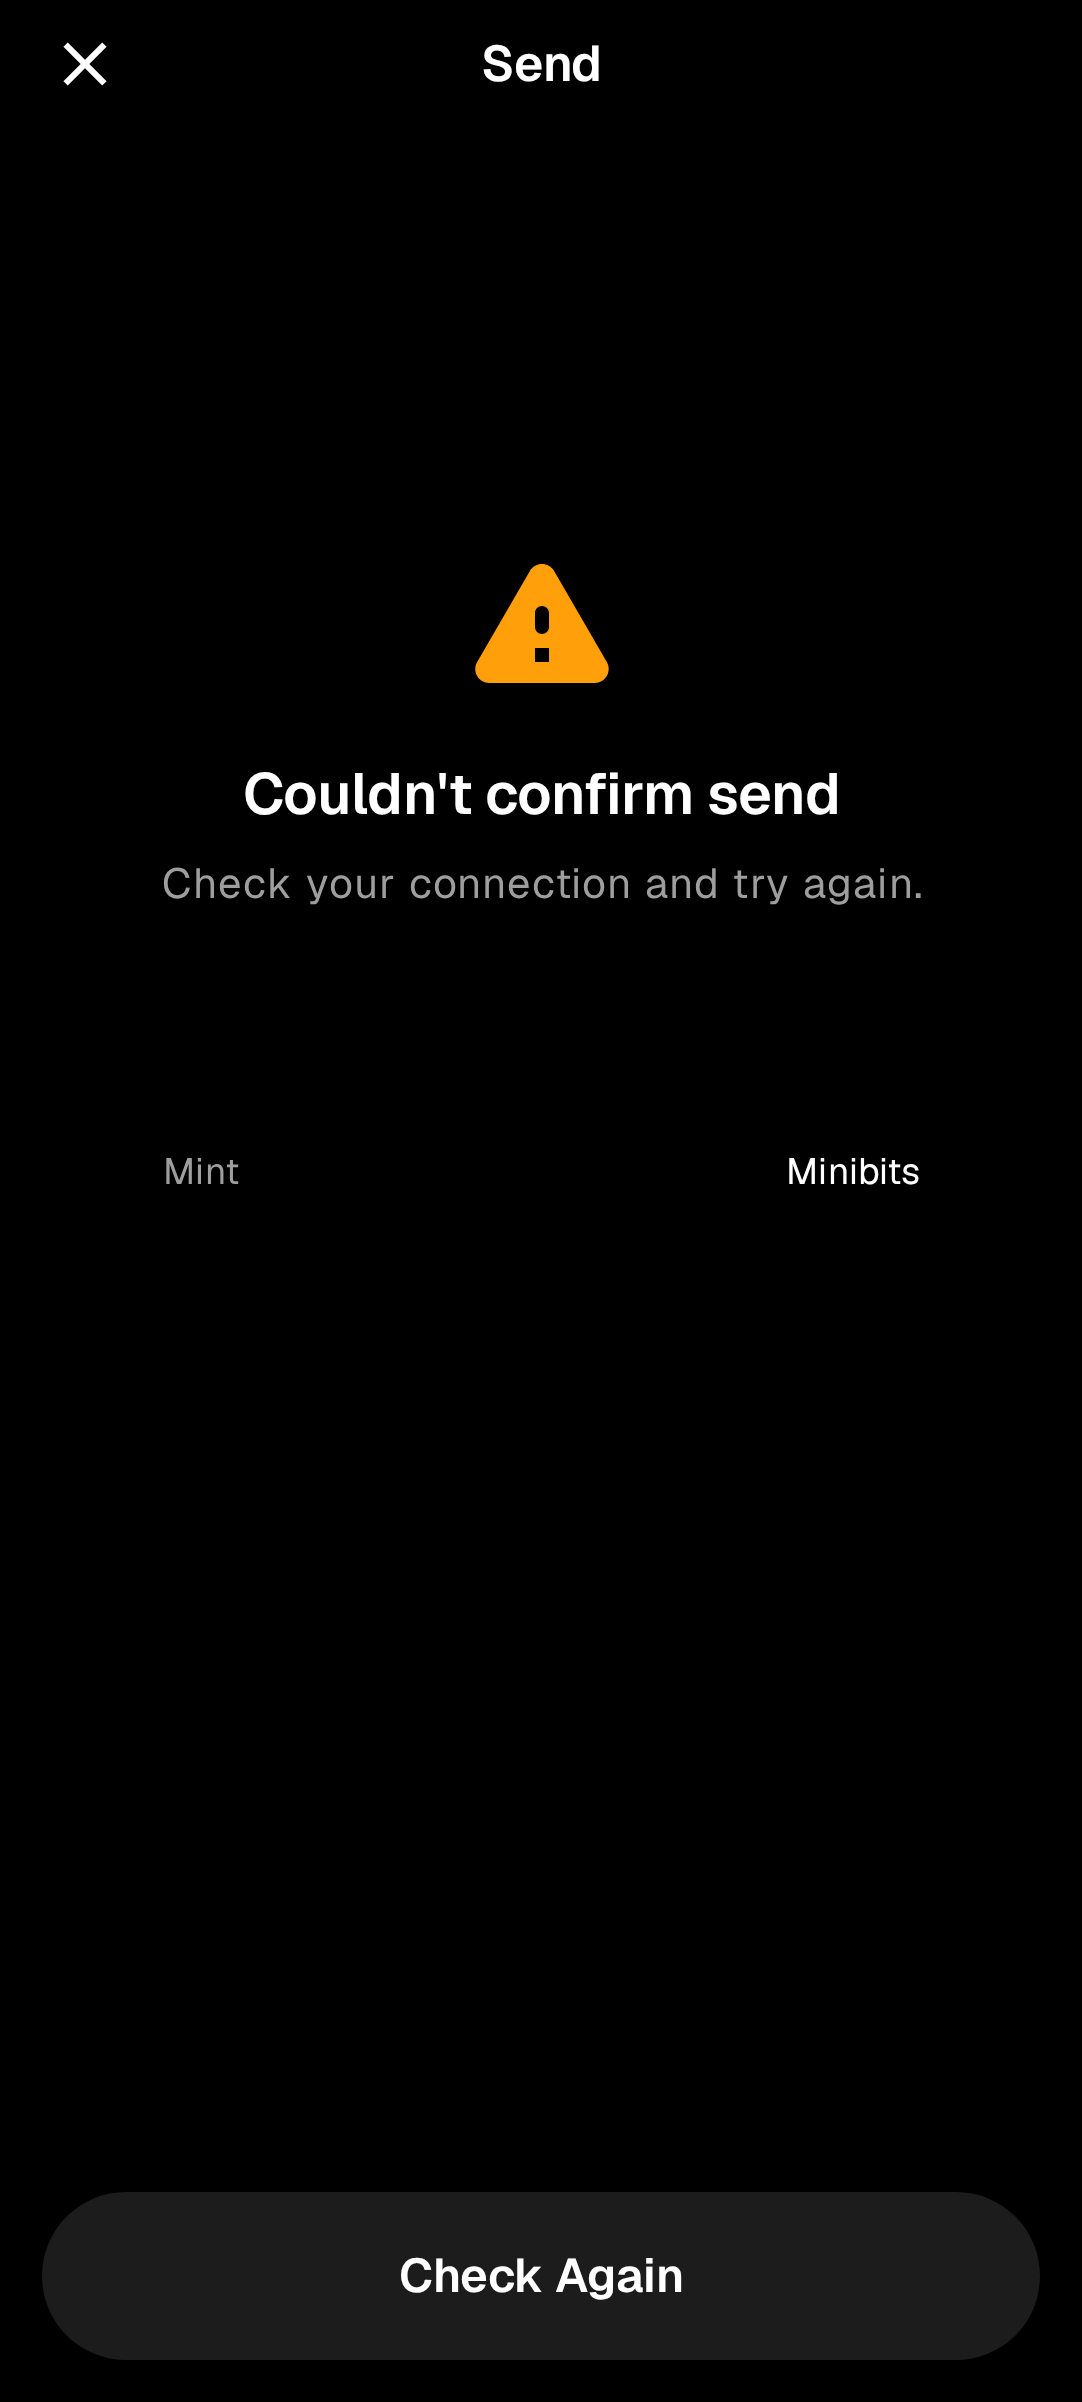 Send
Couldn't confirm send
Check your connection and try again.
Mint Minibits
Check Again